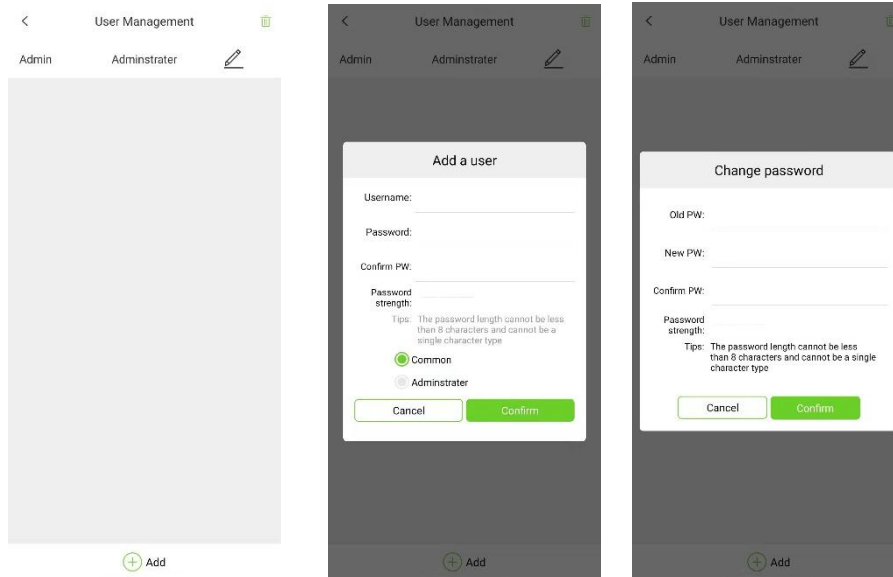 User Management
Admin Adminstrater
Add
User Management
Admin Adminstrater
Add a user
Username:
Password:
Confirm PW:
Password
strength:
Tips: The password length cannot be less
than 8 characters and cannot be a
single character type
Common
Adminstrater
Cancel Confirm
Add
User Management
Admin Adminstrater
Change password
Old PW:
New PW:
Confirm PW:
Password
strength:
Tips: The password length cannot be less
than 8 characters and cannot be a single
character type
Cancel Confirm
Add